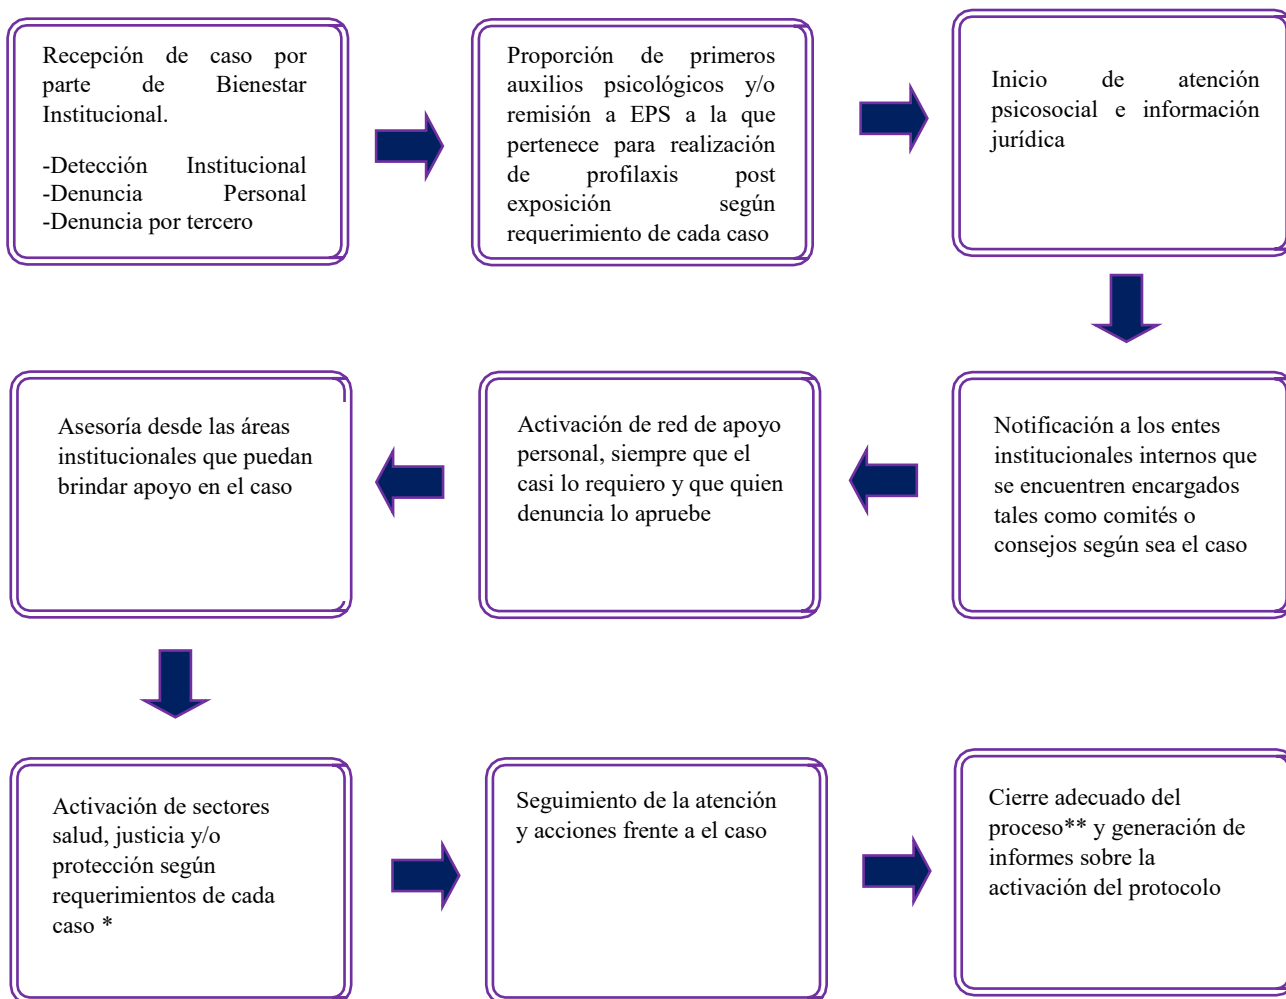 Recepción de caso por
parte de Bienestar
Institucional.
-Detección Institucional
-Denuncia Personal
-Denuncia por tercero
Proporción de primeros
auxilios psicológicos y/o
remisión a EPS a la que
pertenece para realización
de profilaxis post
exposición según
requerimiento de cada caso
Inicio de atención
psicosocial e información
jurídica
Notificación a los entes
institucionales internos que
se encuentren encargados
tales como comités o
consejos según sea el caso
Activación de red de apoyo
personal, siempre que el
casi lo requiero y que quien
denuncia lo apruebe
Asesoría desde las áreas
institucionales que puedan
brindar apoyo en el caso
Activación de sectores
salud, justicia y/o
protección según
requerimientos de cada
caso *
Seguimiento de la atención
y acciones frente a el caso
Cierre adecuado del
proceso** y generación de
informes sobre la
activación del protocolo